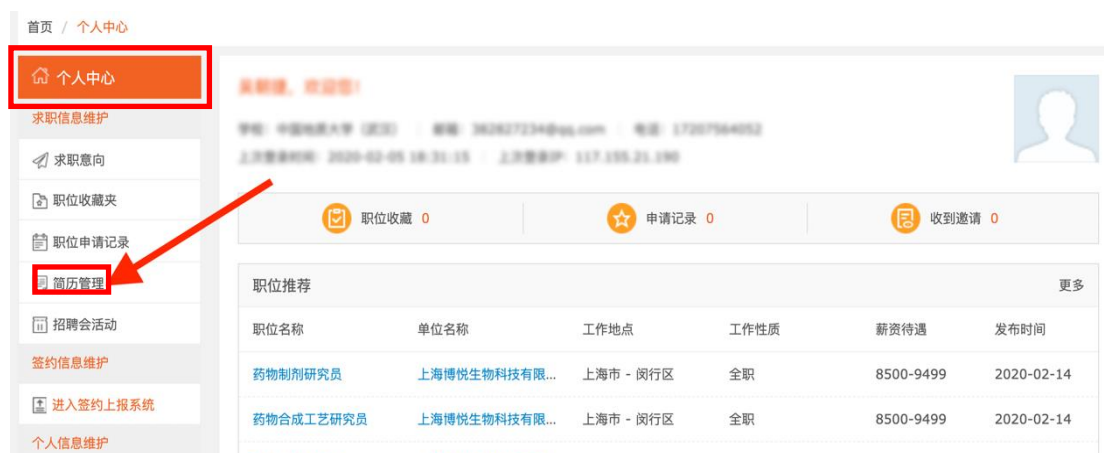 首页 / 个人中心
个人中心
求职信息维护
求职意向
职位收藏夹
职位申请记录
简历管理
招聘会活动
签约信息维护
进入签约上报系统
个人信息维护
职位收藏 0 申请记录 0 收到邀请 0
职位推荐 更多
职位名称 单位名称 工作地点 工作性质 薪资待遇 发布时间
药物制剂研究员 上海博悦生物科技有限... 上海市 - 闵行区 全职 8500-9499 2020-02-14
药物合成工艺研究员 上海博悦生物科技有限... 上海市 - 闵行区 全职 8500-9499 2020-02-14